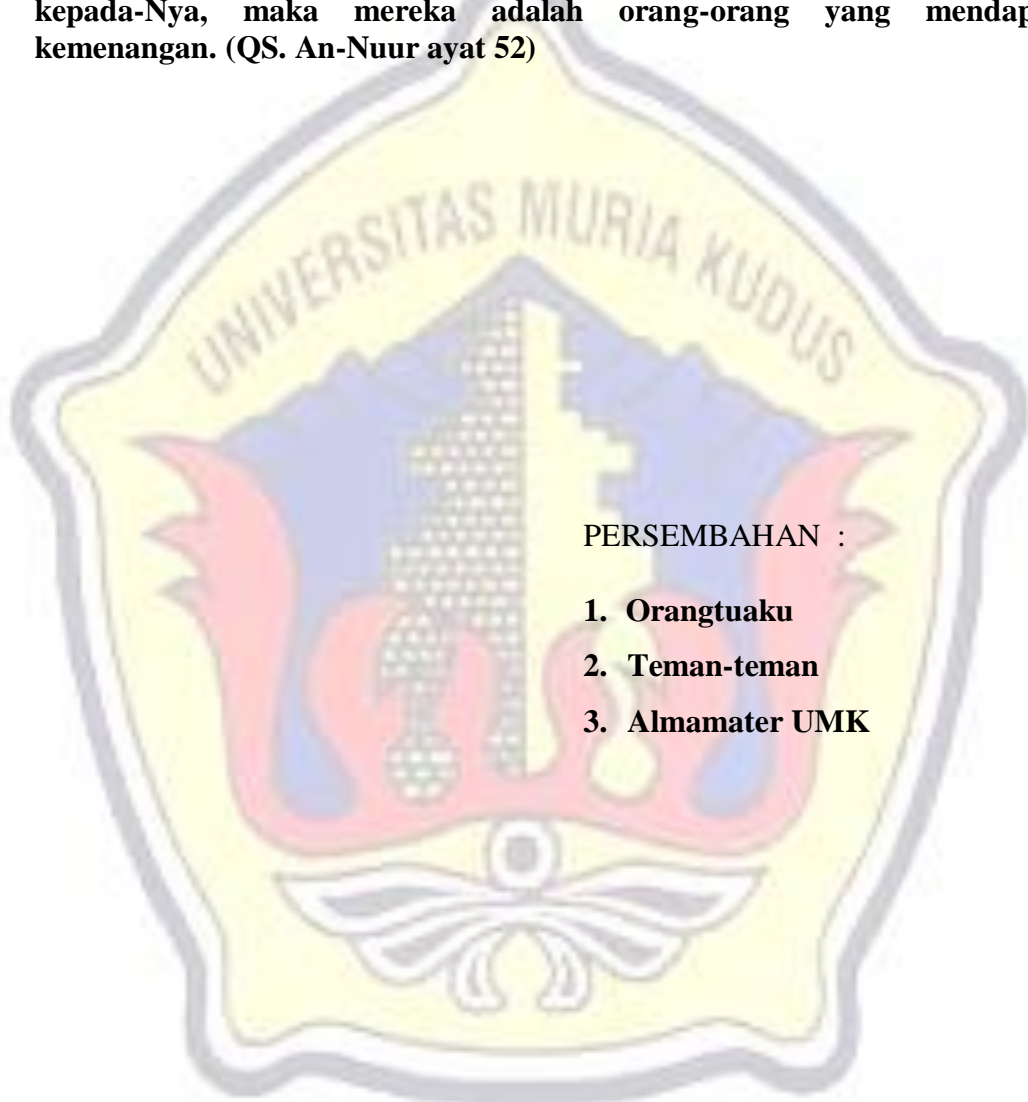 kepada-Nya, maka mereka adalah orang-orang yang
kemenangan. (QS. An-Nuur ayat 52)
UNIVERSITAS MURIA KUDUS
PERSEMBAHAN :
1. Orangtuaku
2. Teman-teman
3. Almamater UMK